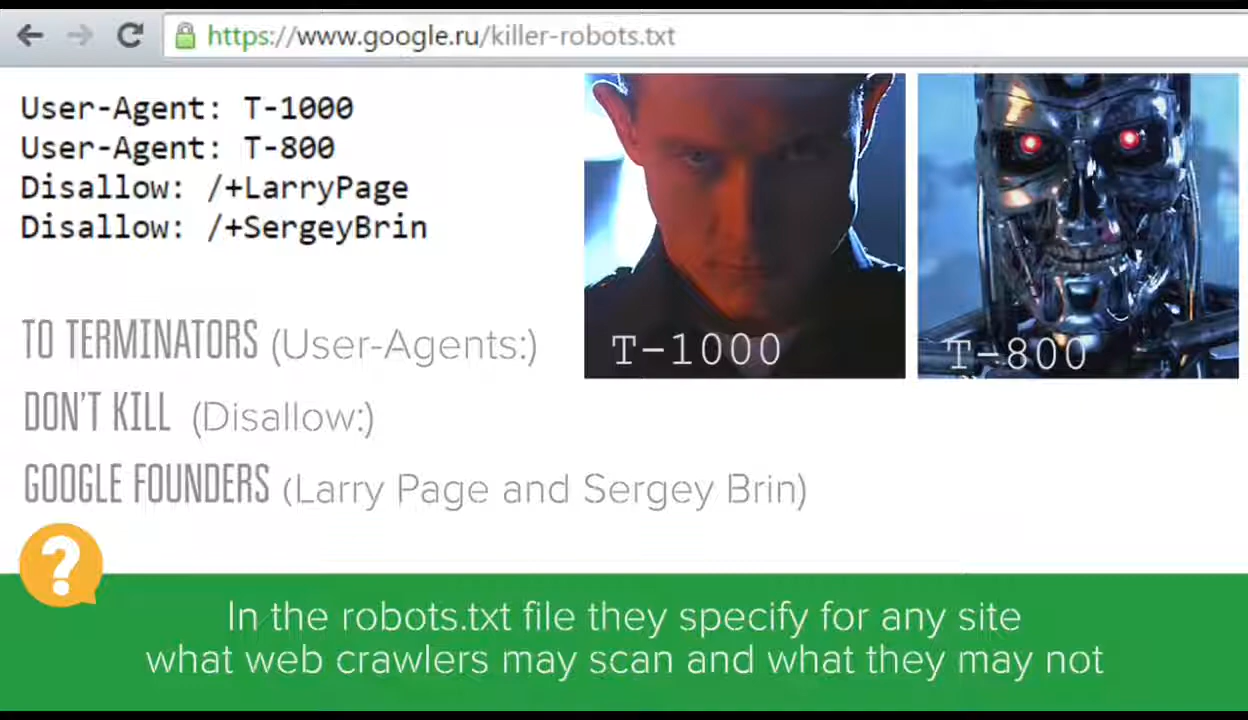 https://www.google.ru/killer-robots.txt
User-Agent: T-1000
User-Agent: T-800
Disallow: /+LarryPage
Disallow: /+SergeyBrin
T-1000
T-800
TO TERMINATORS (User-Agents:)
DON'T KILL (Disallow:)
GOOGLE FOUNDERS (Larry Page and Sergey Brin)
?
In the robots.txt file they specify for any site
what web crawlers may scan and what they may not